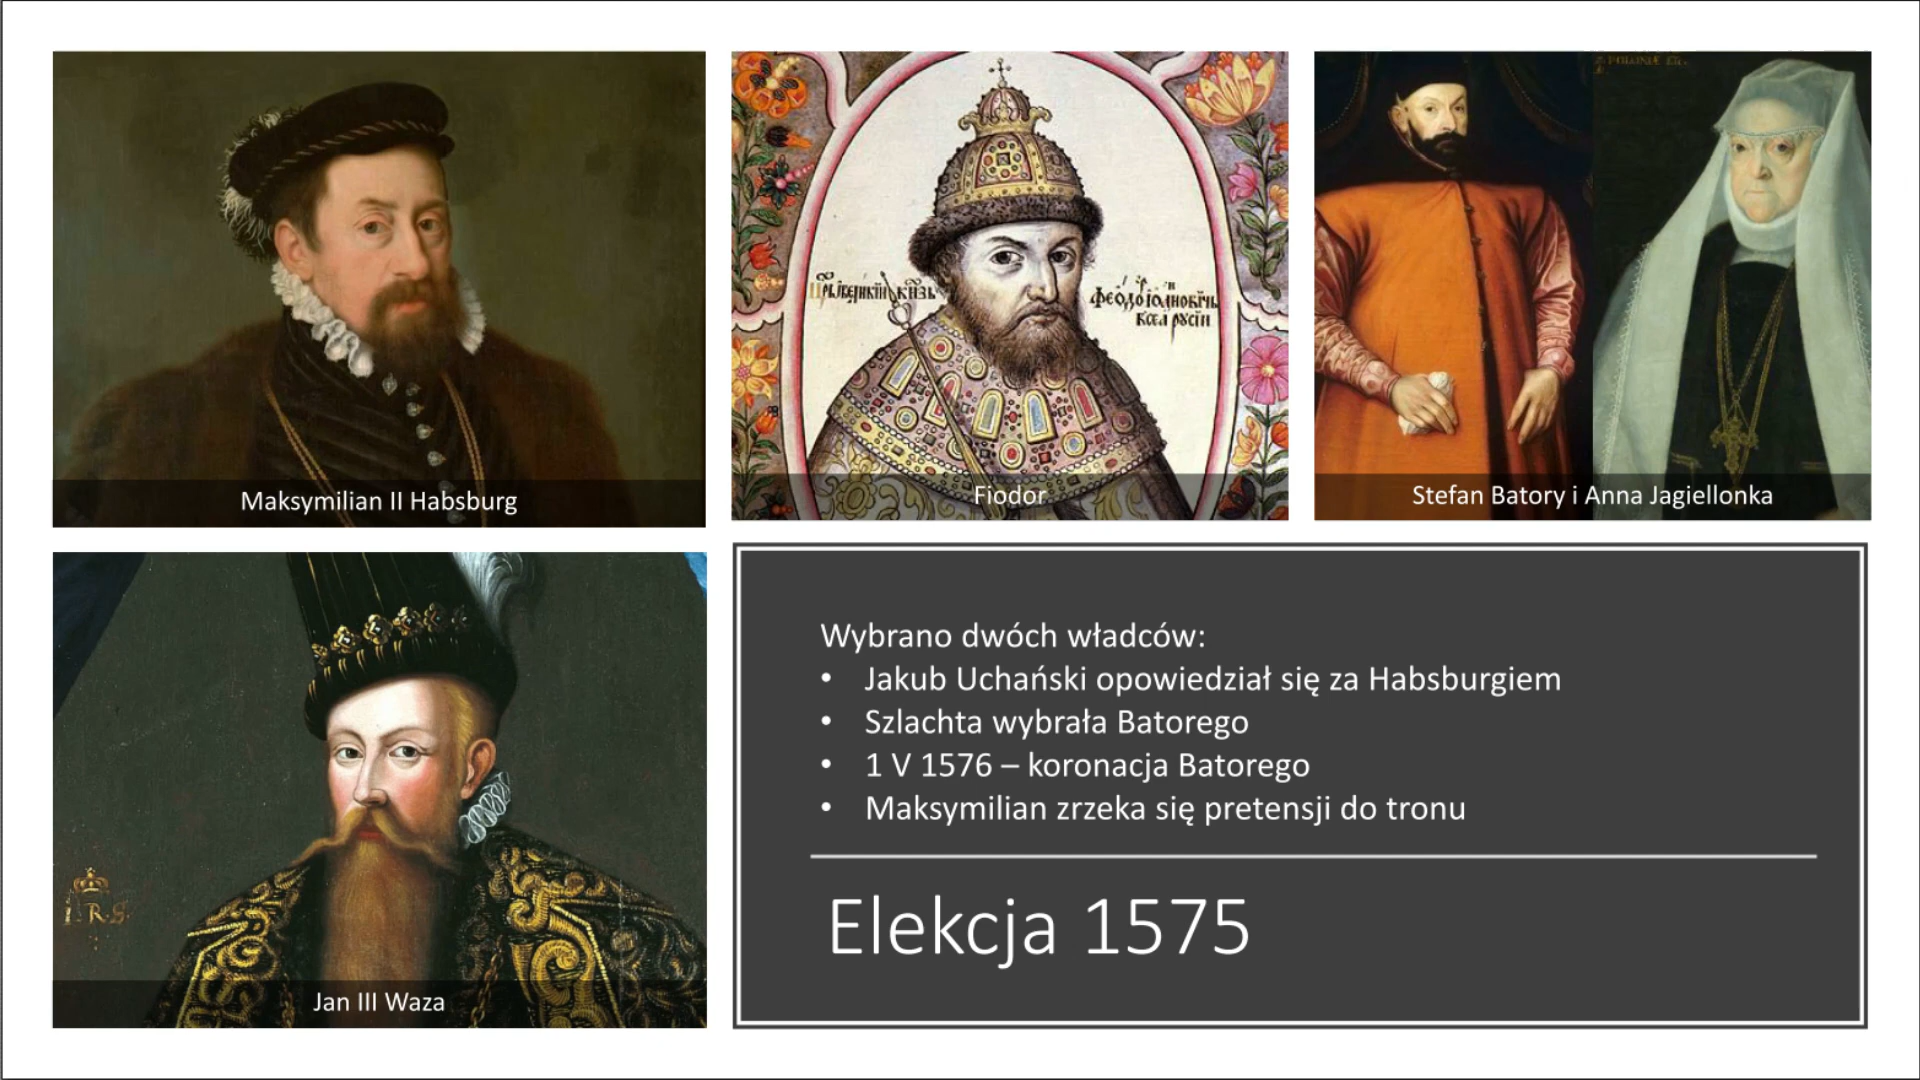 Maksymilian II Habsburg
Fiodor
Stefan Batory i Anna Jagiellonka
Jan III Waza
Wybrano dwóch władców:
• Jakub Uchański opowiedział się za Habsburgiem
• Szlachta wybrała Batorego
• 1 V 1576 – koronacja Batorego
• Maksymilian zrzeka się pretensji do tronu
Elekcja 1575